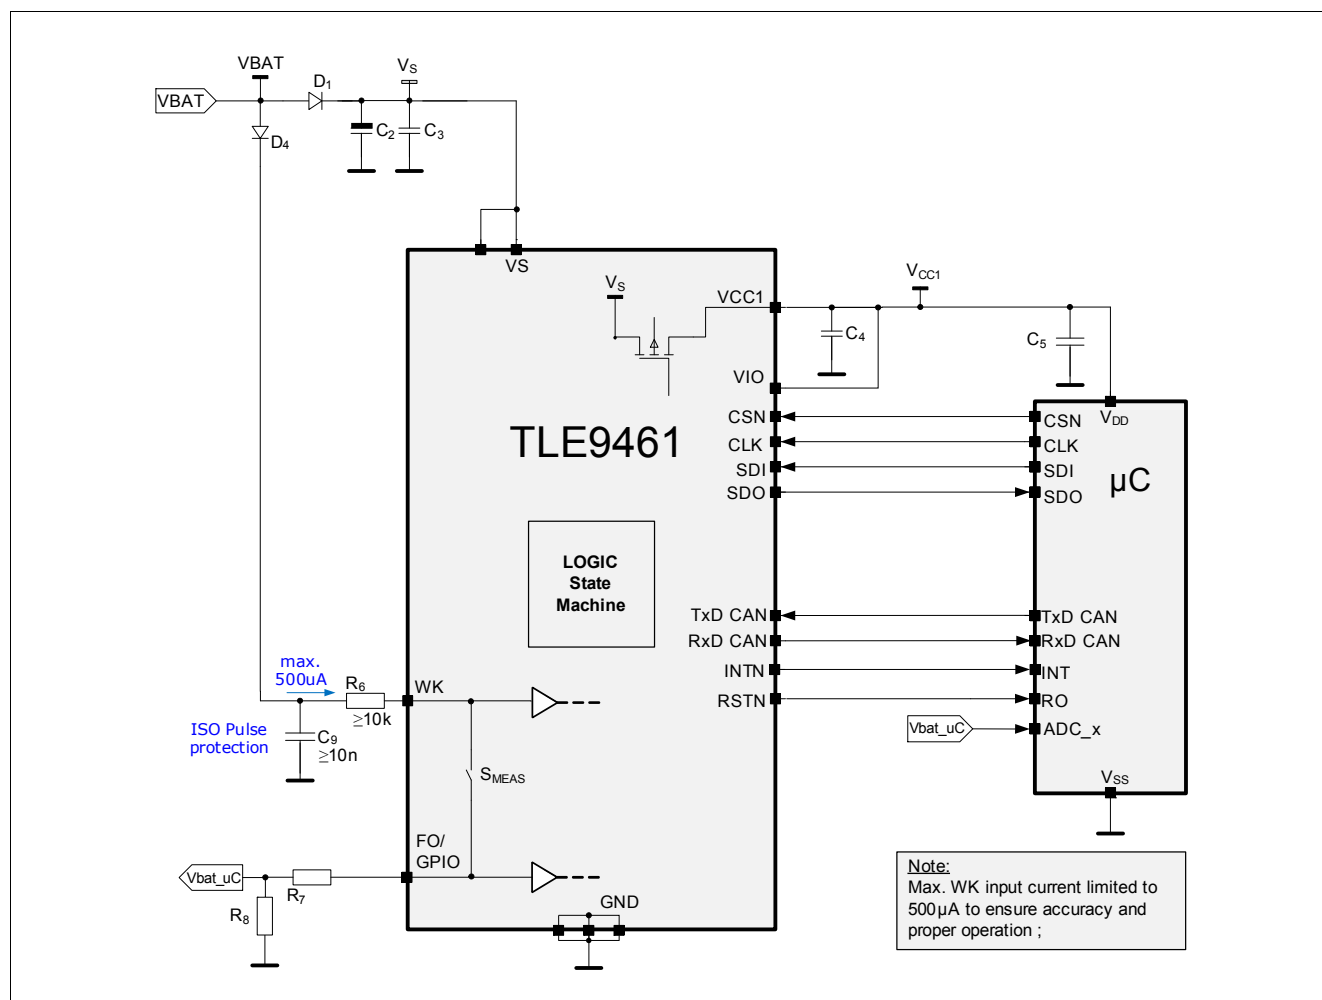 VBAT
VBAT
D1
VS
C2
C3
D4
VS
VS
VCC1
VCC1
C4
C5
VIO
CSN
CLK
SDI
SDO
TLE9461
VDD
CSN
CLK
SDI
SDO
µC
LOGIC
State
Machine
TxD CAN
RxD CAN
INTN
RSTN
TxD CAN
RxD CAN
INT
RO
ADC_x
Vbat_uC
VSS
max.
500uA
R6
≥10k
WK
ISO Pulse
protection
C9
≥10n
SMEAS
FO/
GPIO
Vbat_uC
R7
R8
GND
Note:
Max. WK input current limited to
500µA to ensure accuracy and
proper operation ;